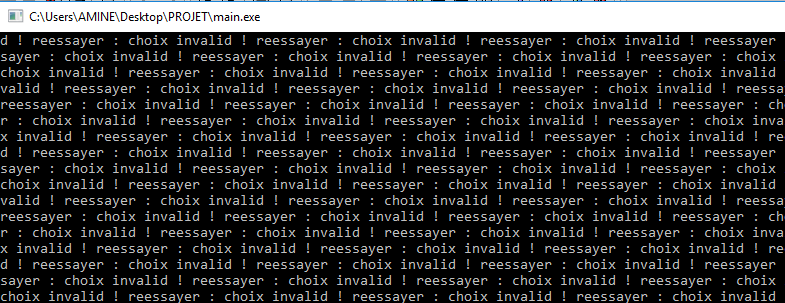 C:\Users\AMINE\Desktop\PROJET\main.exe
d ! reessayer : choix invalid ! reessayer : choix invalid ! reessayer : choix invalid ! reessayer
sayer : choix invalid ! reessayer : choix invalid ! reessayer : choix invalid ! reessayer : choix
choix invalid ! reessayer : choix invalid ! reessayer : choix invalid ! reessayer : choix invalid
valid ! reessayer : choix invalid ! reessayer : choix invalid ! reessayer : choix invalid !
reessayer : choix invalid ! reessayer : choix invalid ! reessayer : choix invalid ! reessayer : ch
r : choix invalid ! reessayer : choix invalid ! reessayer : choix invalid ! reessayer : choix
x invalid ! reessayer : choix invalid ! reessayer : choix invalid ! reessayer : choix invalid ! re
d ! reessayer : choix invalid ! reessayer : choix invalid ! reessayer : choix invalid ! reessayer
sayer : choix invalid ! reessayer : choix invalid ! reessayer : choix invalid ! reessayer : choix
choix invalid ! reessayer : choix invalid ! reessayer : choix invalid ! reessayer : choix invalid
valid ! reessayer : choix invalid ! reessayer : choix invalid ! reessayer : choix invalid !
reessayer : choix invalid ! reessayer : choix invalid ! reessayer : choix invalid ! reessayer : ch
r : choix invalid ! reessayer : choix invalid ! reessayer : choix invalid ! reessayer : choix
x invalid ! reessayer : choix invalid ! reessayer : choix invalid ! reessayer : choix invalid ! re
d ! reessayer : choix invalid ! reessayer : choix invalid ! reessayer : choix invalid ! reessayer
sayer : choix invalid ! reessayer : choix invalid ! reessayer : choix invalid ! reessayer : choix
choix invalid ! reessayer : choix invalid ! reessayer : choix invalid ! reessayer : choix invalid